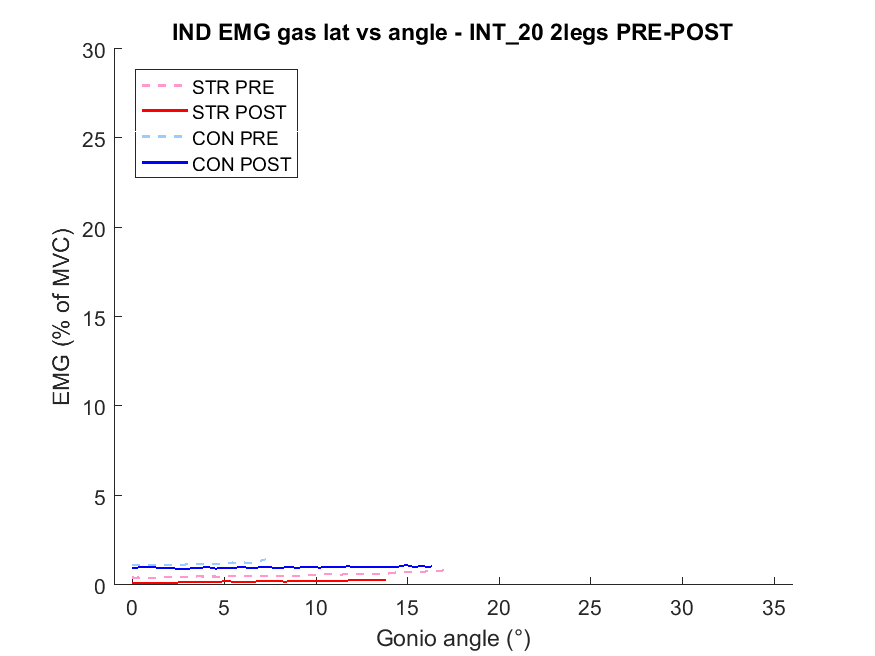 IND EMG gas lat vs angle - INT_20 2legs PRE-POST
30
25
20
15
10
5
0
EMG (% of MVC)
STR PRE
STR POST
CON PRE
CON POST
0 5 10 15 20 25 30 35
Gonio angle (°)